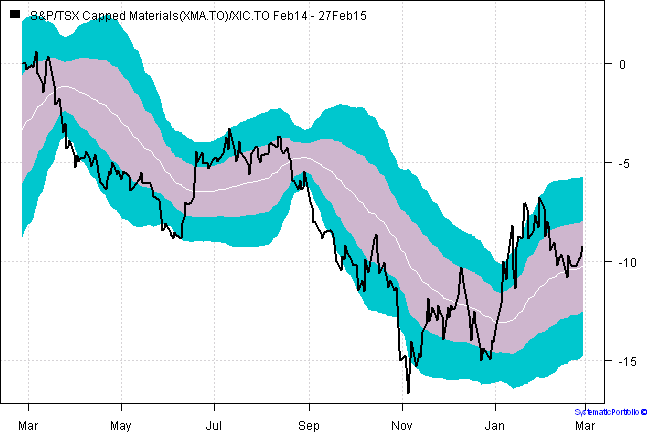 S&P/TSX Capped Materials(XMA.TO)/XIC.TO Feb14 - 27Feb15
0
-5
-10
-15
Mar May Jul Sep Nov Jan Mar
SystematicPortfolio ©